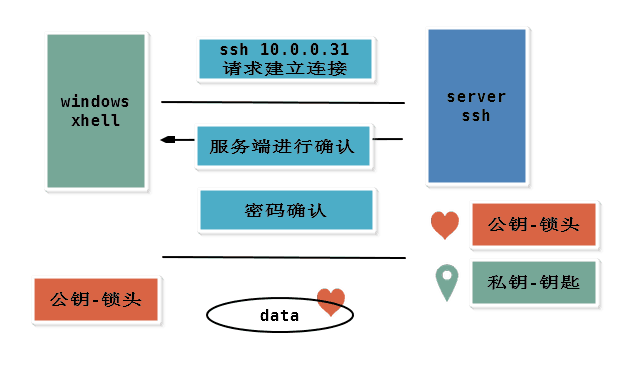 ssh 10.0.0.31
请求建立连接
windows
xhell
server
ssh
服务端进行确认
密码确认
公钥-锁头
私钥-钥匙
公钥-锁头
data